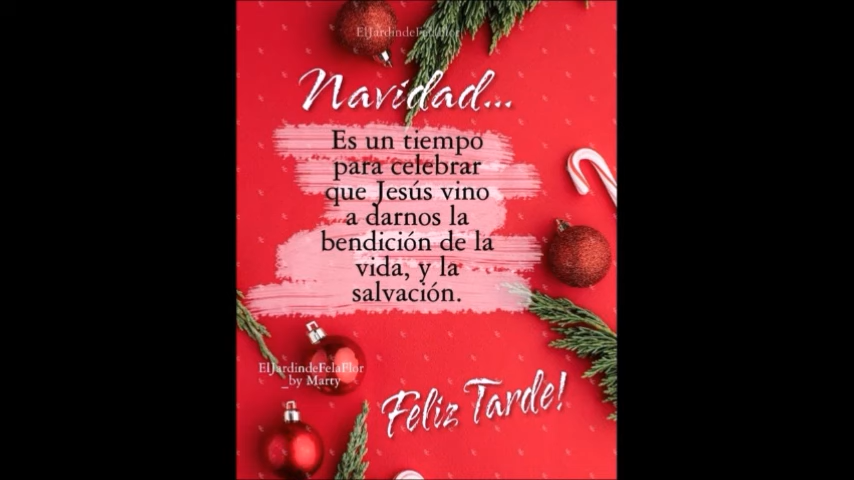 ElJardindeFelaFlor
Navidad...
Es un tiempo
para celebrar
que Jesús vino
a darnos la
bendición de la
vida, y la
salvación.
ElJardindeFelaFlor
_by Marty
Feliz Tarde!